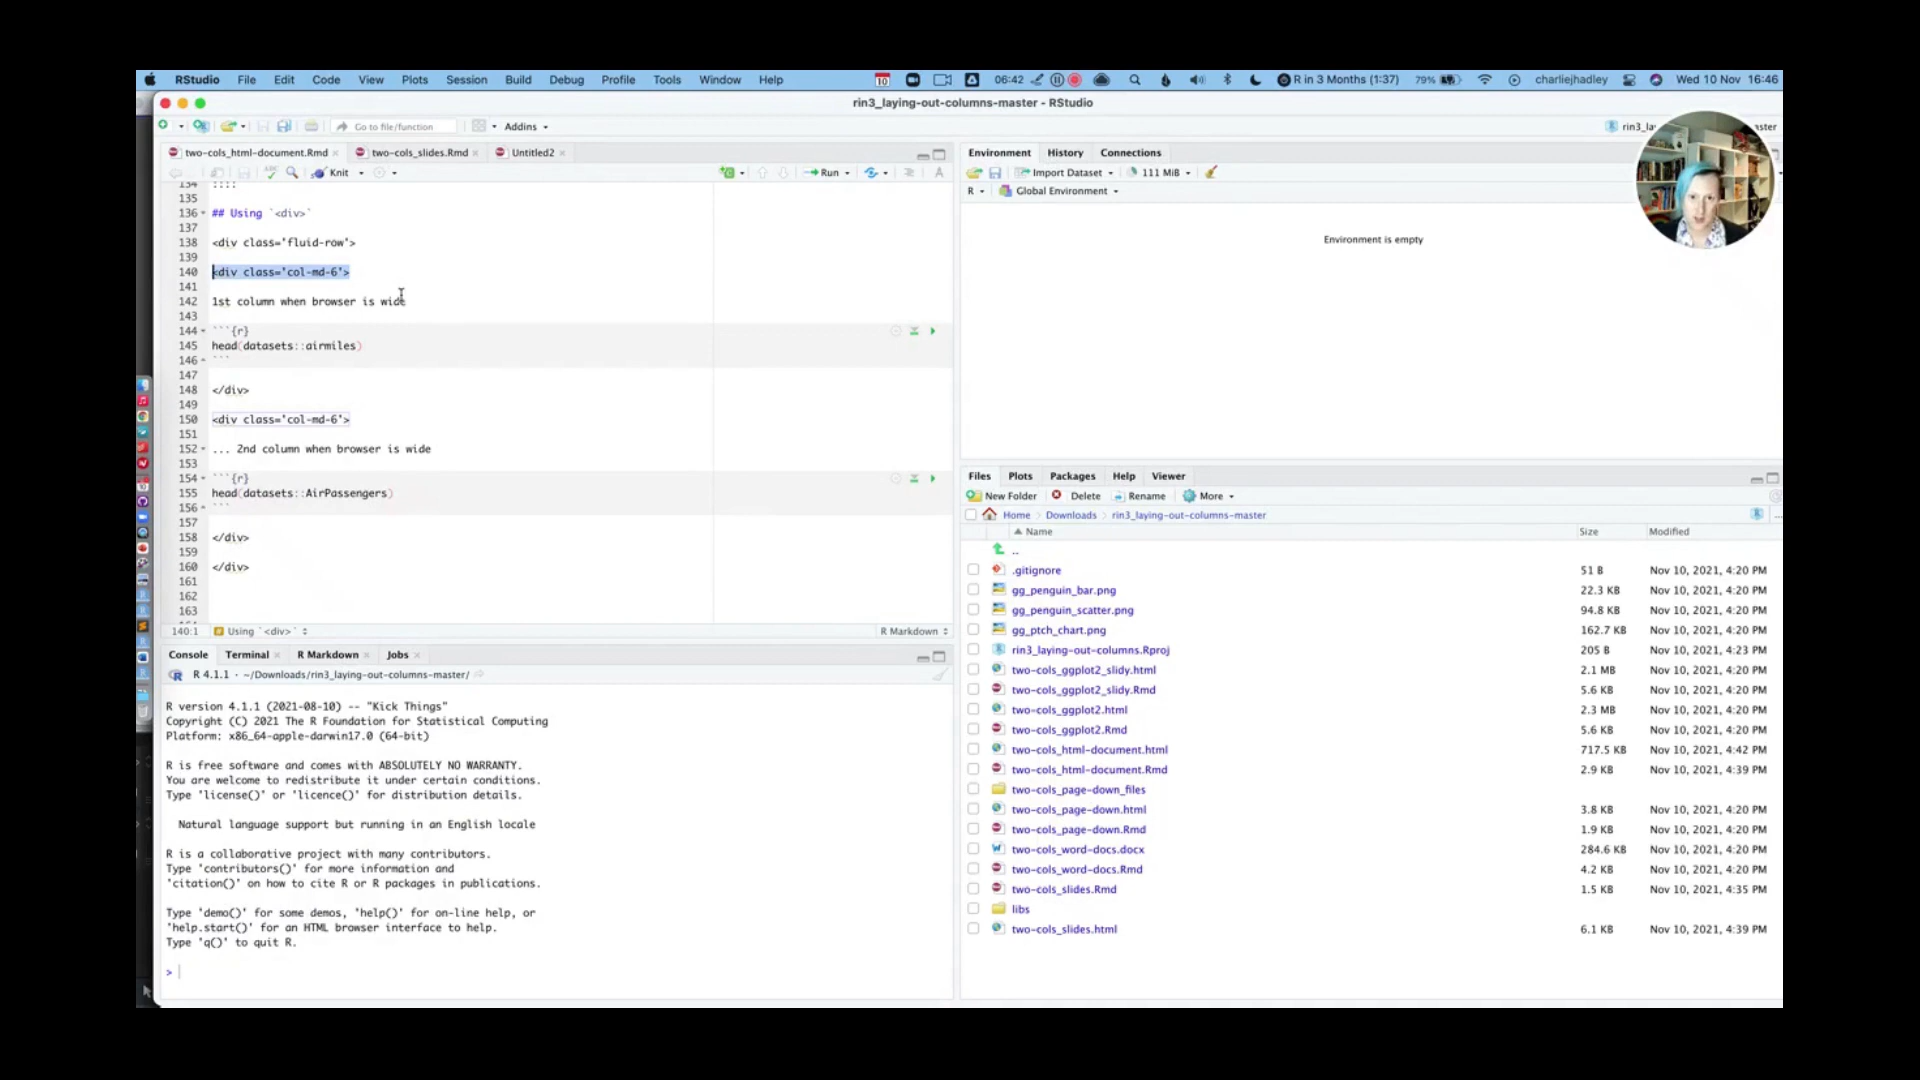 RStudio File Edit Code View Plots Session Build Debug Profile Tools Window Help 10 06:42 R in 3 Months (1:37) 79% charliejhadley Wed 10 Nov 16:46
rin3_laying-out-columns-master - RStudio
Go to file/function Addins
two-cols_html-document.Rmd two-cols_slides.Rmd Untitled2
Knit Run
134 ::::
135
136 ## Using `<div>`
137
138 <div class='fluid-row'>
139
140 <div class='col-md-6'>
141
142 1st column when browser is wide
143
144 ```{r}
145 head(datasets::airmiles)
146 ```
147
148 </div>
149
150 <div class='col-md-6'>
151
152 ... 2nd column when browser is wide
153
154 ```{r}
155 head(datasets::AirPassengers)
156 ```
157
158 </div>
159
160 </div>
161
162
163
140:1 Using `<div>` R Markdown
Console Terminal R Markdown Jobs
R 4.1.1 · ~/Downloads/rin3_laying-out-columns-master/
R version 4.1.1 (2021-08-10) -- "Kick Things"
Copyright (C) 2021 The R Foundation for Statistical Computing
Platform: x86_64-apple-darwin17.0 (64-bit)
R is free software and comes with ABSOLUTELY NO WARRANTY.
You are welcome to redistribute it under certain conditions.
Type 'license()' or 'licence()' for distribution details.
Natural language support but running in an English locale
R is a collaborative project with many contributors.
Type 'contributors()' for more information and
'citation()' on how to cite R or R packages in publications.
Type 'demo()' for some demos, 'help()' for on-line help, or
'help.start()' for an HTML browser interface to help.
Type 'q()' to quit R.
>
Environment History Connections
Import Dataset 111 MiB
R Global Environment
Environment is empty
Files Plots Packages Help Viewer
New Folder Delete Rename More
Home Downloads rin3_laying-out-columns-master
Name Size Modified
..
.gitignore 51 B Nov 10, 2021, 4:20 PM
gg_penguin_bar.png 22.3 KB Nov 10, 2021, 4:20 PM
gg_penguin_scatter.png 94.8 KB Nov 10, 2021, 4:20 PM
gg_ptch_chart.png 162.7 KB Nov 10, 2021, 4:20 PM
rin3_laying-out-columns.Rproj 205 B Nov 10, 2021, 4:23 PM
two-cols_ggplot2_slidy.html 2.1 MB Nov 10, 2021, 4:20 PM
two-cols_ggplot2_slidy.Rmd 5.6 KB Nov 10, 2021, 4:20 PM
two-cols_ggplot2.html 2.3 MB Nov 10, 2021, 4:20 PM
two-cols_ggplot2.Rmd 5.6 KB Nov 10, 2021, 4:20 PM
two-cols_html-document.html 717.5 KB Nov 10, 2021, 4:42 PM
two-cols_html-document.Rmd 2.9 KB Nov 10, 2021, 4:39 PM
two-cols_page-down_files
two-cols_page-down.html 3.8 KB Nov 10, 2021, 4:20 PM
two-cols_page-down.Rmd 1.9 KB Nov 10, 2021, 4:20 PM
two-cols_word-docs.docx 284.6 KB Nov 10, 2021, 4:20 PM
two-cols_word-docs.Rmd 4.2 KB Nov 10, 2021, 4:20 PM
two-cols_slides.Rmd 1.5 KB Nov 10, 2021, 4:35 PM
libs
two-cols_slides.html 6.1 KB Nov 10, 2021, 4:39 PM